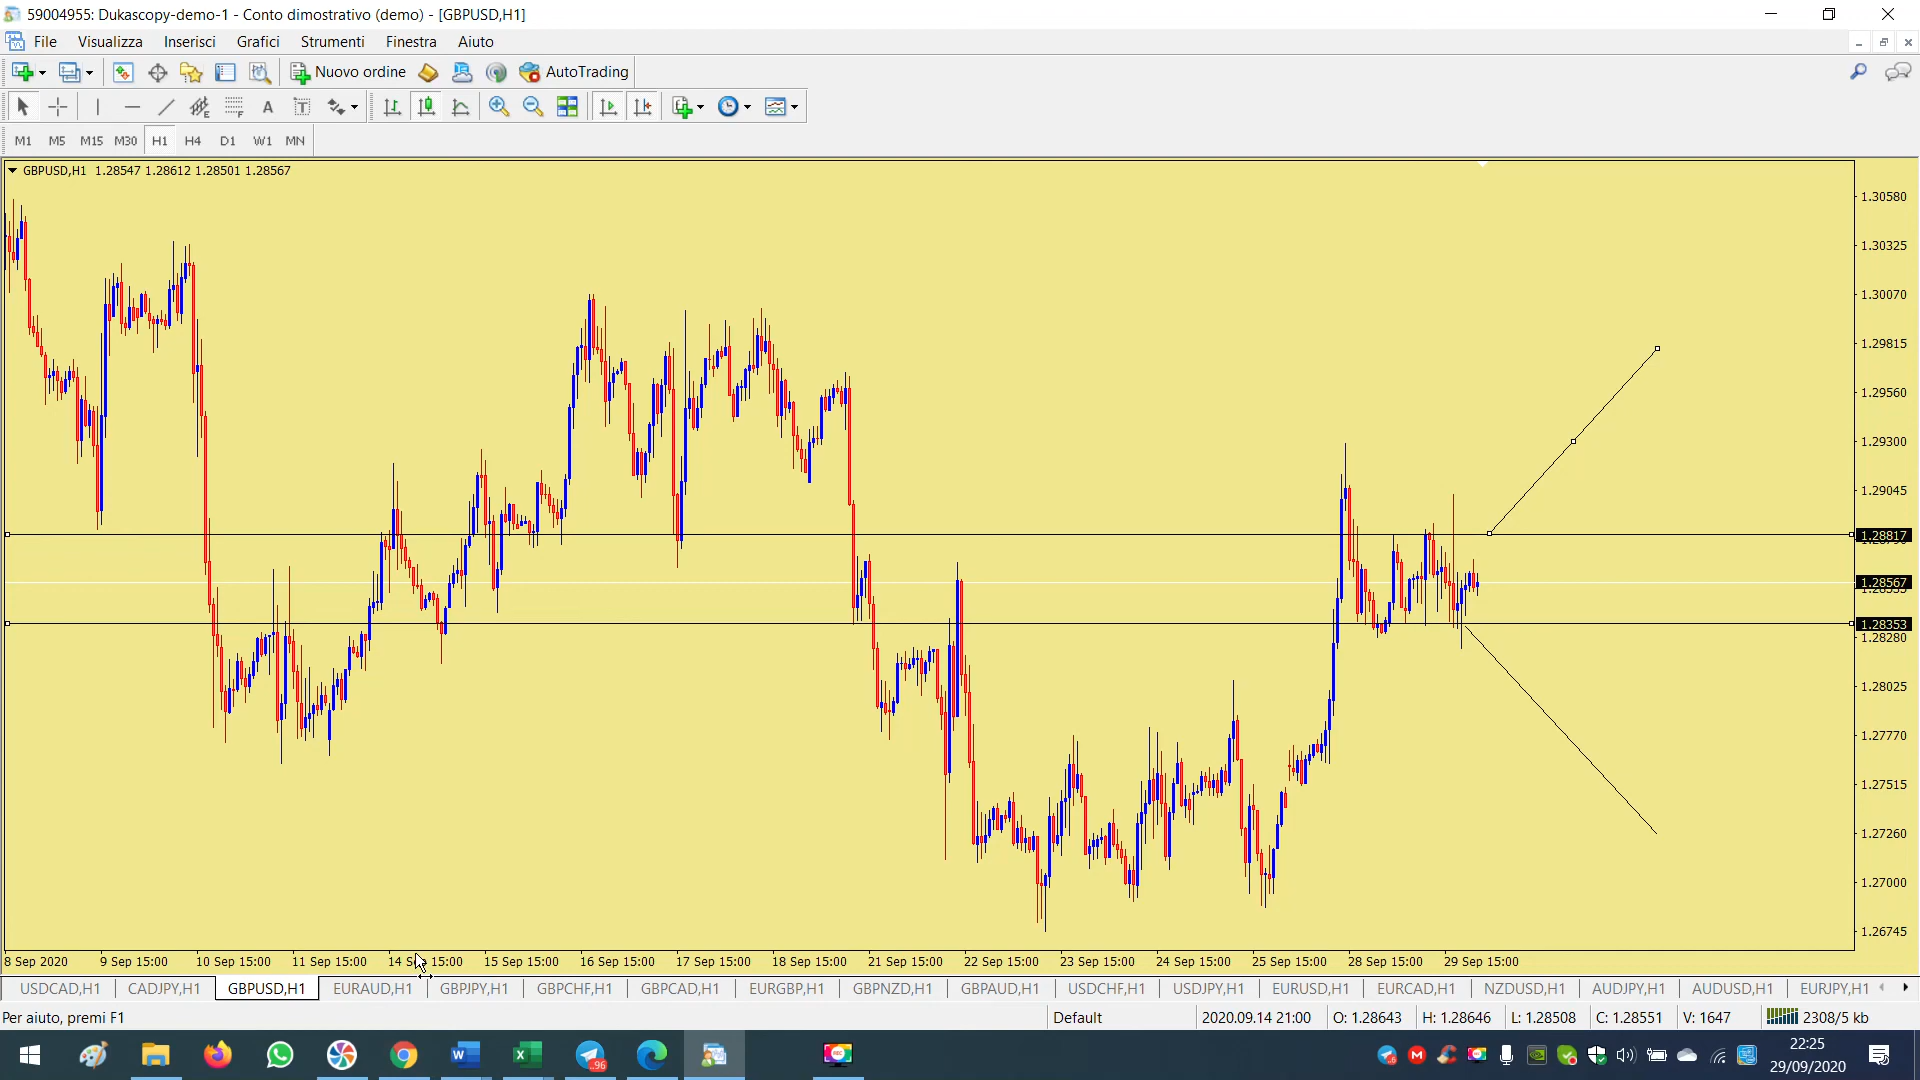 59004955: Dukascopy-demo-1 - Conto dimostrativo (demo) - [GBPUSD,H1]
File Visualizza Inserisci Grafici Strumenti Finestra Aiuto
Nuovo ordine AutoTrading
A T
M1 M5 M15 M30 H1 H4 D1 W1 MN
GBPUSD,H1 1.28547 1.28612 1.28501 1.28567
1.30580
1.30325
1.30070
1.29815
1.29560
1.29300
1.29045
1.28817
1.28567
1.28353
1.28280
1.28025
1.27770
1.27515
1.27260
1.27000
1.26745
8 Sep 2020 9 Sep 15:00 10 Sep 15:00 11 Sep 15:00 14 Sep 15:00 15 Sep 15:00 16 Sep 15:00 17 Sep 15:00 18 Sep 15:00 21 Sep 15:00 22 Sep 15:00 23 Sep 15:00 24 Sep 15:00 25 Sep 15:00 28 Sep 15:00 29 Sep 15:00
USDCAD,H1 CADJPY,H1 GBPUSD,H1 EURAUD,H1 GBPJPY,H1 GBPCHF,H1 GBPCAD,H1 EURGBP,H1 GBPNZD,H1 GBPAUD,H1 USDCHF,H1 USDJPY,H1 EURUSD,H1 EURCAD,H1 NZDUSD,H1 AUDJPY,H1 AUDUSD,H1 EURJPY,H1
Per aiuto, premi F1 Default 2020.09.14 21:00 O: 1.28643 H: 1.28646 L: 1.28508 C: 1.28551 V: 1647 2308/5 kb
96
22:25
29/09/2020